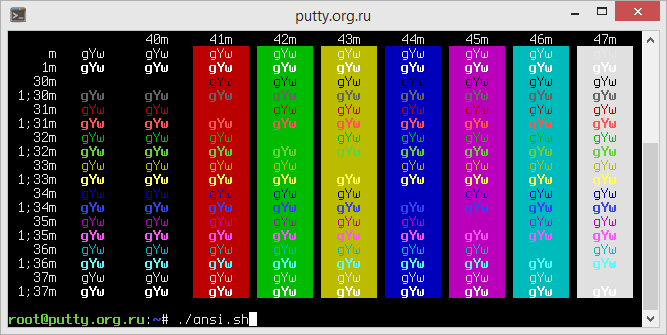 putty.org.ru
40m 41m 42m 43m 44m 45m 46m 47m
m gYw gYw gYw gYw gYw gYw gYw gYw gYw
1m gYw gYw gYw gYw gYw gYw gYw gYw gYw
30m gYw gYw gYw gYw gYw gYw gYw
1;30m gYw gYw gYw gYw gYw gYw gYw gYw gYw
31m gYw gYw gYw gYw gYw gYw gYw gYw
1;31m gYw gYw gYw gYw gYw gYw gYw gYw gYw
32m gYw gYw gYw gYw gYw gYw gYw gYw
1;32m gYw gYw gYw gYw gYw gYw gYw gYw gYw
33m gYw gYw gYw gYw gYw gYw gYw gYw
1;33m gYw gYw gYw gYw gYw gYw gYw gYw gYw
34m gYw gYw gYw gYw gYw gYw gYw gYw
1;34m gYw gYw gYw gYw gYw gYw gYw gYw gYw
35m gYw gYw gYw gYw gYw gYw gYw gYw
1;35m gYw gYw gYw gYw gYw gYw gYw gYw gYw
36m gYw gYw gYw gYw gYw gYw gYw gYw
1;36m gYw gYw gYw gYw gYw gYw gYw gYw gYw
37m gYw gYw gYw gYw gYw gYw gYw gYw
1;37m gYw gYw gYw gYw gYw gYw gYw gYw gYw
root@putty.org.ru:~# ./ansi.sh